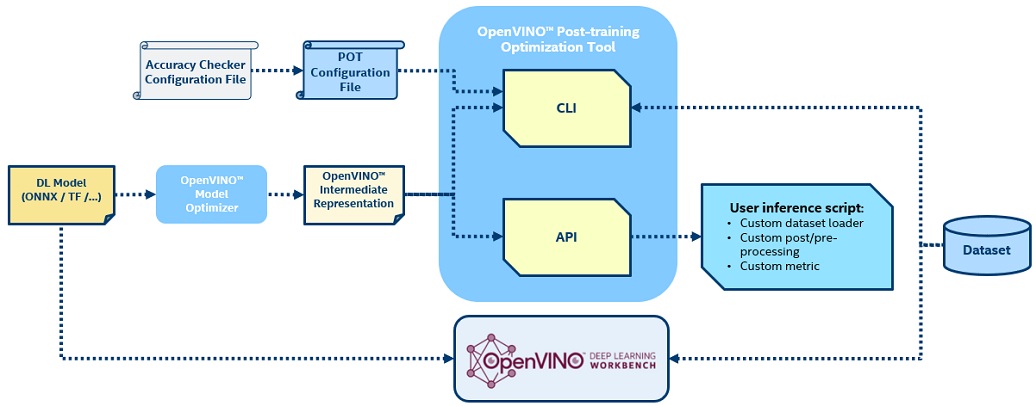 OpenVINO™ Post-training
Optimization Tool
Accuracy Checker
Configuration File
POT
Configuration
File
CLI
DL Model
(ONNX / TF /...)
OpenVINO™
Model
Optimizer
OpenVINO™
Intermediate
Representation
API
User inference script:
• Custom dataset loader
• Custom post/pre-
processing
• Custom metric
Dataset
OpenVINO™ DEEP LEARNING
WORKBENCH